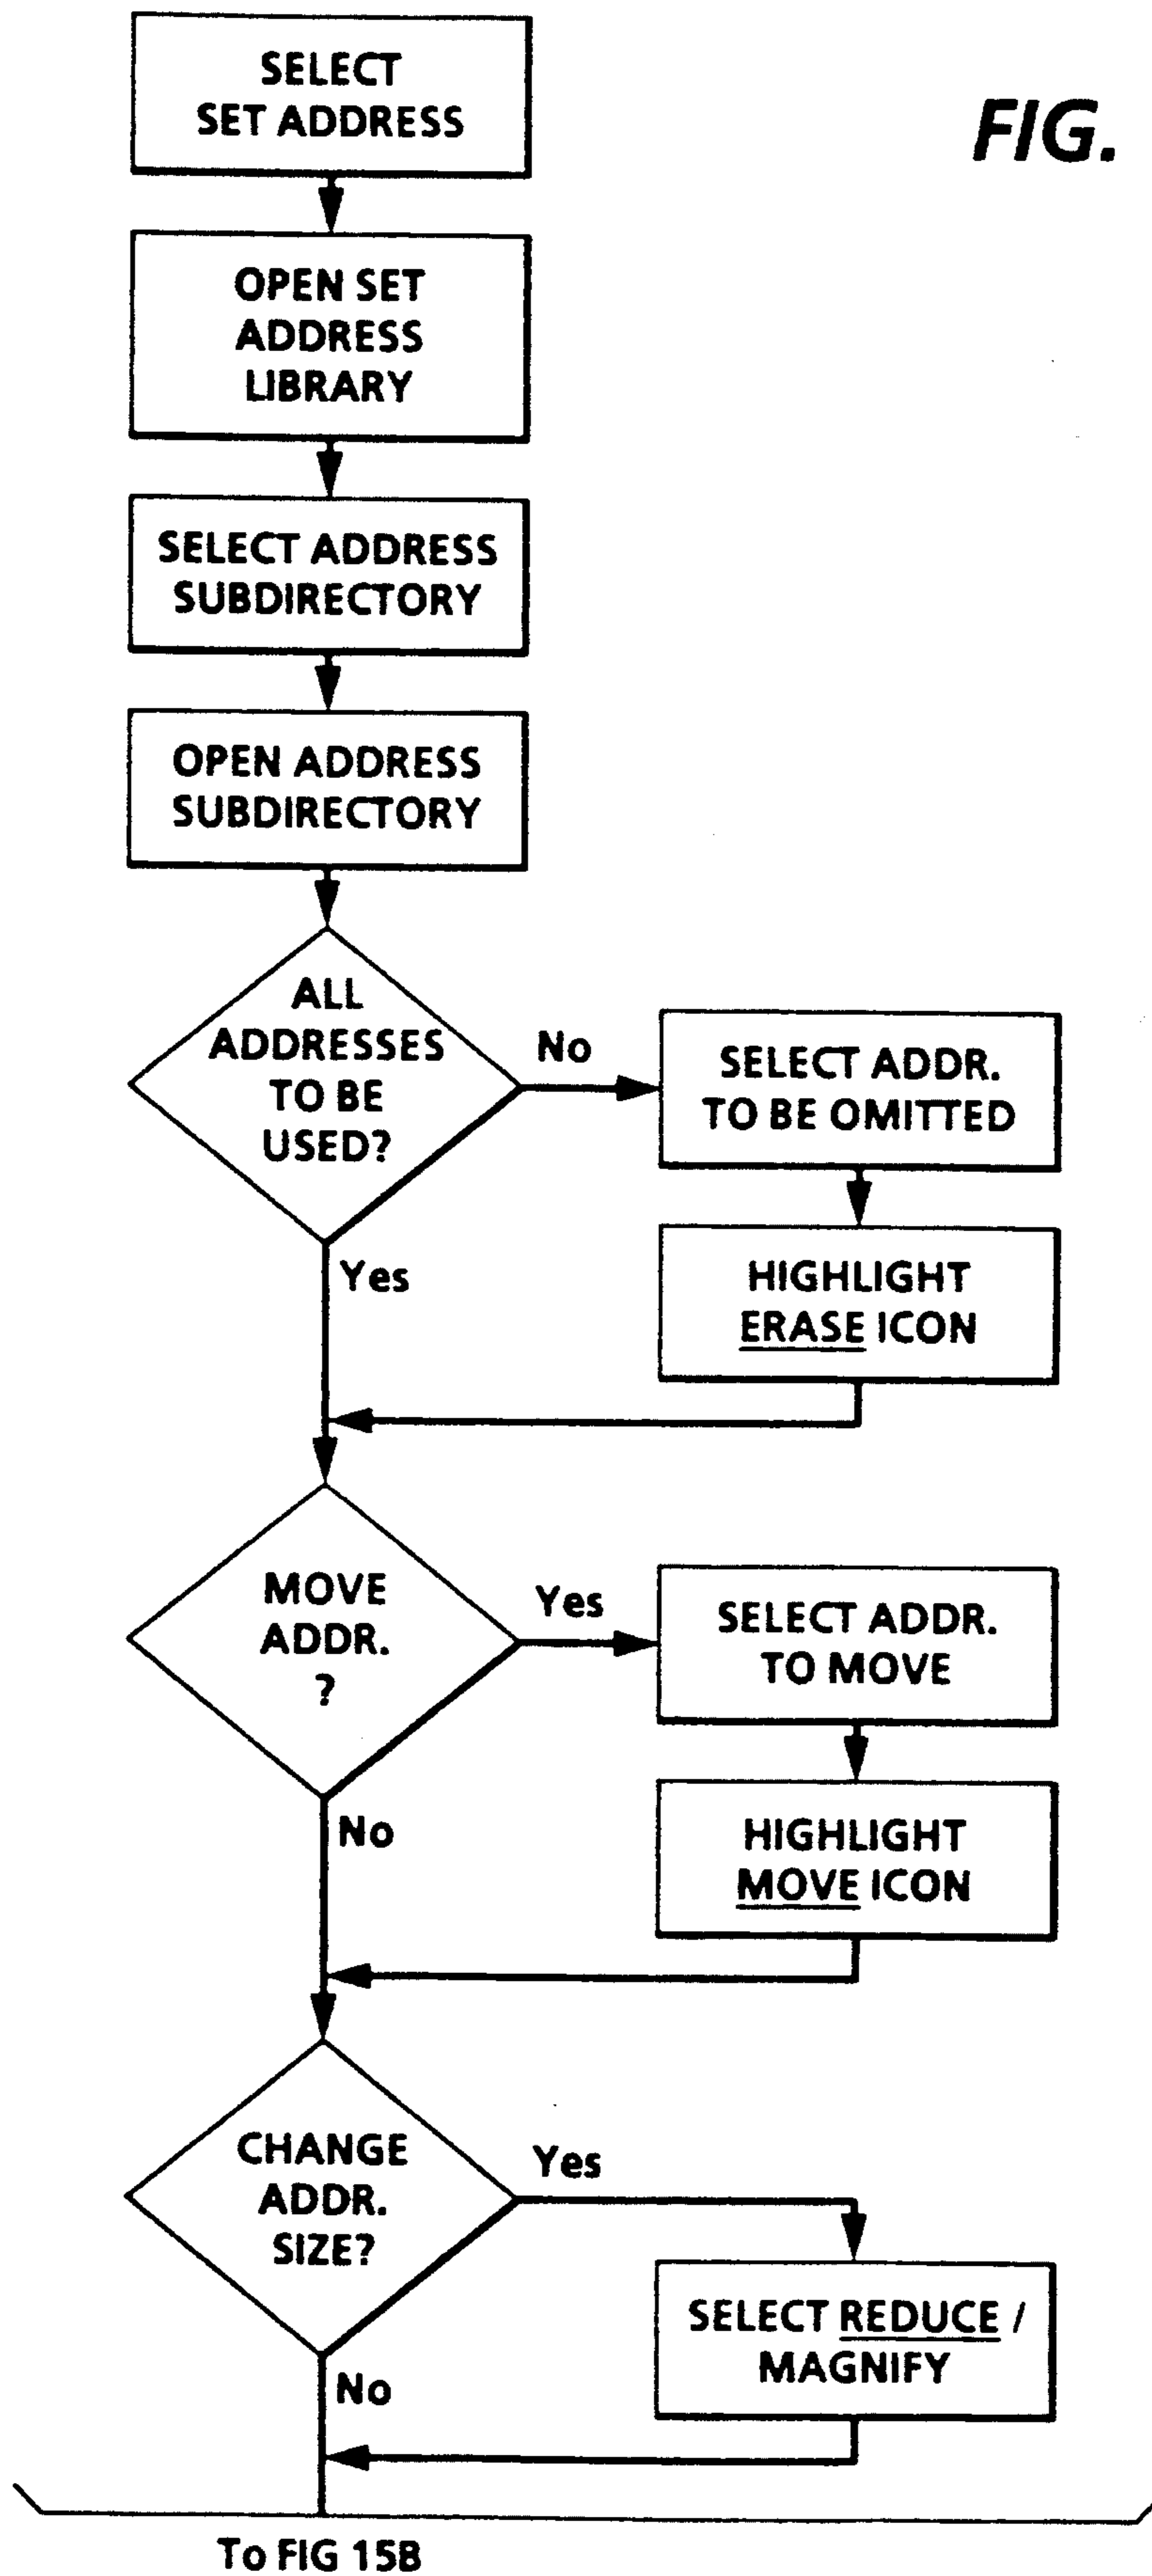 SELECT
SET ADDRESS
FIG.
OPEN SET
ADDRESS
LIBRARY
SELECT ADDRESS
SUBDIRECTORY
OPEN ADDRESS
SUBDIRECTORY
ALL
ADDRESSES
TO BE
USED?
No
SELECT ADDR.
TO BE OMITTED
HIGHLIGHT
ERASE ICON
Yes
MOVE
ADDR.
?
Yes
SELECT ADDR.
TO MOVE
HIGHLIGHT
MOVE ICON
No
CHANGE
ADDR.
SIZE?
Yes
SELECT REDUCE /
MAGNIFY
No
To FIG 15B